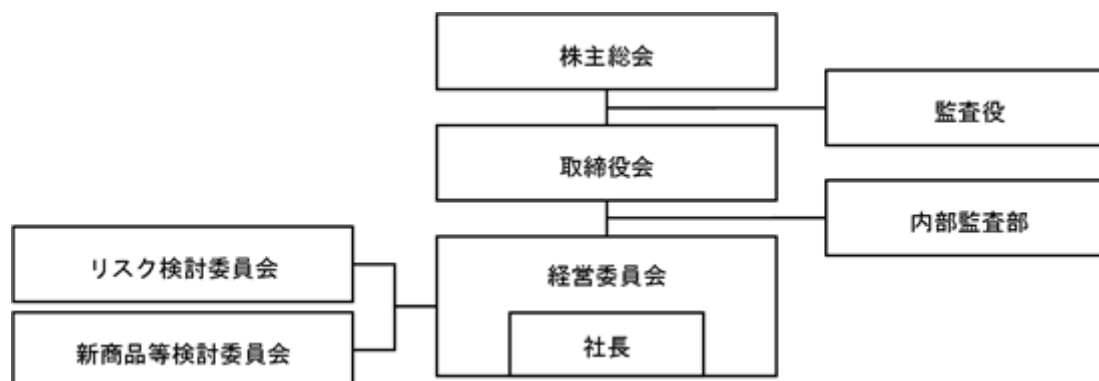 株主総会
監査役
取締役会
内部監査部
リスク検討委員会
経営委員会
社長
新商品等検討委員会